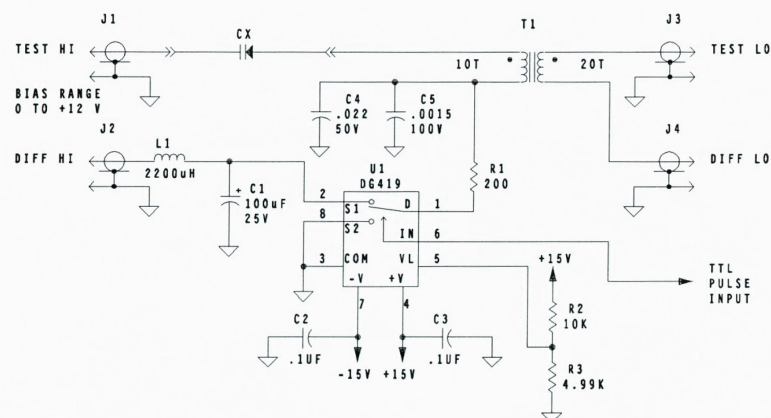 J1
CX
T1
J3
TEST HI
10T
20T
TEST LO
BIAS RANGE
0 TO +12 V
C4
.022
50V
C5
.0015
100V
J2
L1
J4
DIFF HI
2200uH
R1
200
DIFF LO
U1
DG419
+ C1
100uF
25V
2
S1
D
1
8
S2
IN
6
3
COM
VL
5
-V
+V
7
4
+15V
TTL
PULSE
INPUT
C2
.1UF
C3
.1UF
R2
10K
-15V
+15V
R3
4.99K